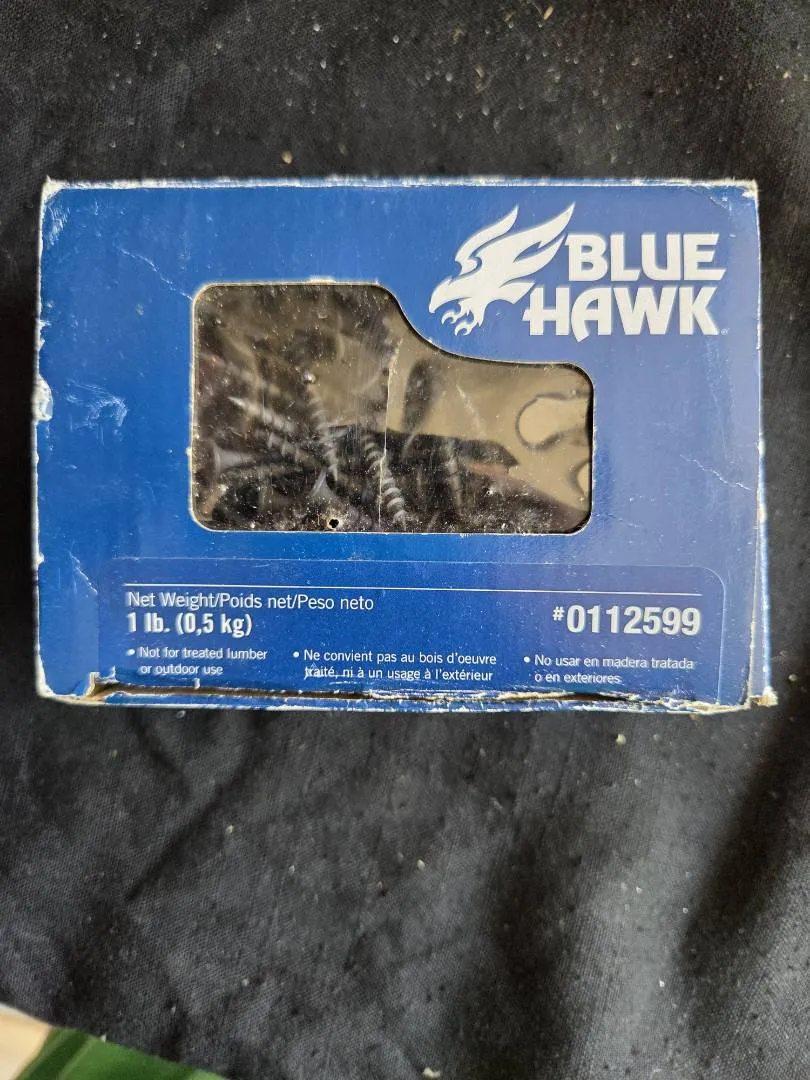 BLUE
HAWK
Net Weight/Poids net/Peso neto
1 lb. (0,5 kg)
#0112599
• Not for treated lumber
or outdoor use
• Ne convient pas au bois d'oeuvre
traité, ni à un usage à l'extérieur
• No usar en madera tratada
o en exteriores